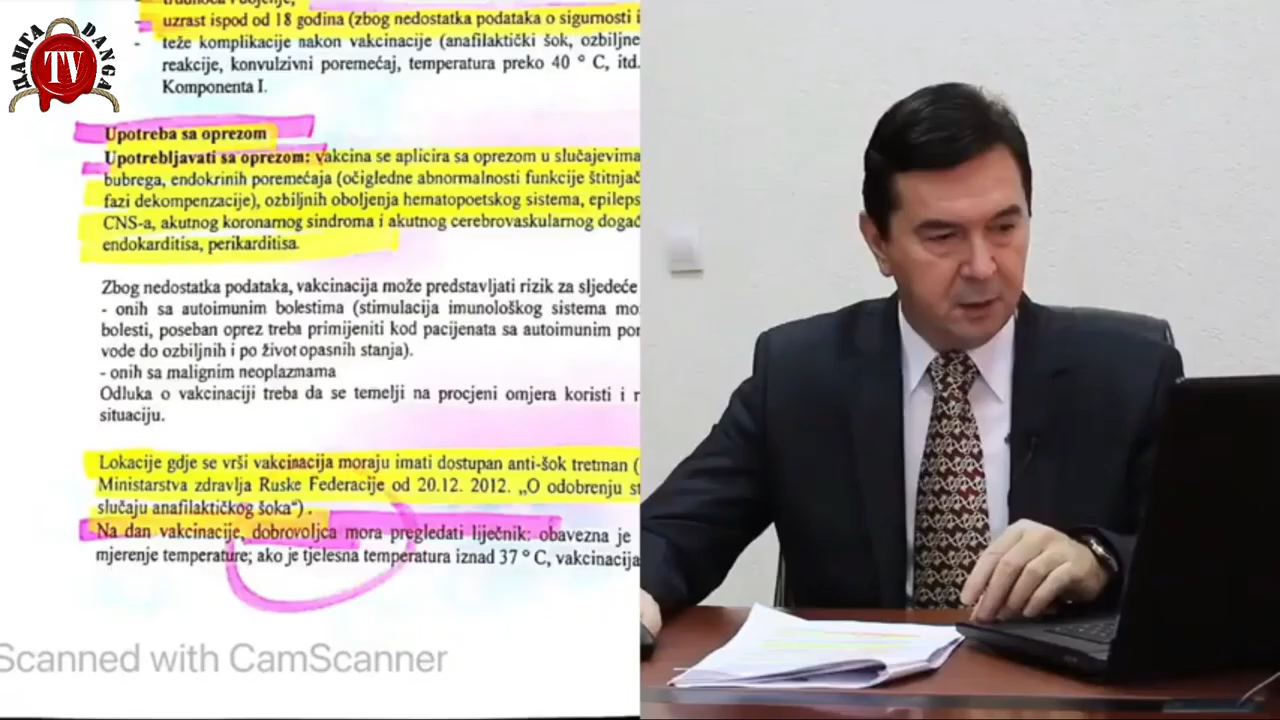 ДАНГА
DANGA
TV
trudnoća i dojenje,
- uzrast ispod od 18 godina (zbog nedostatka podataka o sigurnosti i
- teže komplikacije nakon vakcinacije (anafilaktički šok, ozbiljne
reakcije, konvulzivni poremećaj, temperatura preko 40 ° C, itd.
Komponenta I.
Upotreba sa oprezom
Upotrebljavati sa oprezom: vakcina se aplicira sa oprezom u slučajevima
bubrega, endokrinih poremećaja (očigledne abnormalnosti funkcije štitnjač
fazi dekompenzacije), ozbiljnih oboljenja hematopoetskog sistema, epileps
CNS-a, akutnog koronarnog sindroma i akutnog cerebrovaskularnog događ
endokarditisa, perikarditisa.
Zbog nedostatka podataka, vakcinacija može predstavljati rizik za sljedeće
- onih sa autoimunim bolestima (stimulacija imunološkog sistema mo
bolesti, poseban oprez treba primijeniti kod pacijenata sa autoimunim por
vode do ozbiljnih i po život opasnih stanja).
- onih sa malignim neoplazmama
Odluka o vakcinaciji treba da se temelji na procjeni omjera koristi i r
situaciju.
Lokacije gdje se vrši vakcinacija moraju imati dostupan anti-šok tretman (
Ministarstva zdravlja Ruske Federacije od 20.12. 2012. „O odobrenju st
slučaju anafilaktičkog šoka“) .
Na dan vakcinacije, dobrovoljca mora pregledati liječnik: obavezna je
mjerenje temperature; ako je tjelesna temperatura iznad 37 ° C, vakcinacija
Scanned with CamScanner